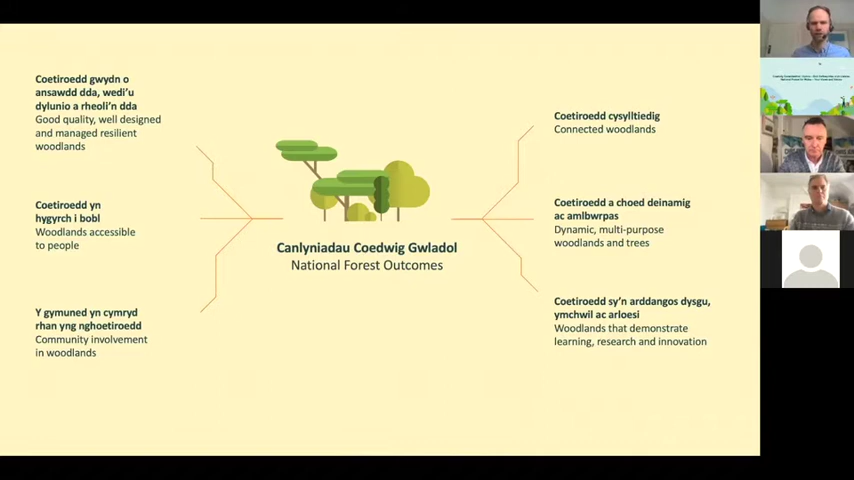 Coetiroedd gwydn o
ansawdd dda, wedi'u
dylunio a rheoli'n dda
Good quality, well designed
and managed resilient
woodlands
Coetiroedd yn
hygyrch i bobl
Woodlands accessible
to people
Y gymuned yn cymryd
rhan yng nghoetiroedd
Community involvement
in woodlands
Canlyniadau Coedwig Gwladol
National Forest Outcomes
Coetiroedd cysylltiedig
Connected woodlands
Coetiroedd a choed deinamig
ac amlbwrpas
Dynamic, multi-purpose
woodlands and trees
Coetiroedd sy'n arddangos dysgu,
ymchwil ac arloesi
Woodlands that demonstrate
learning, research and innovation